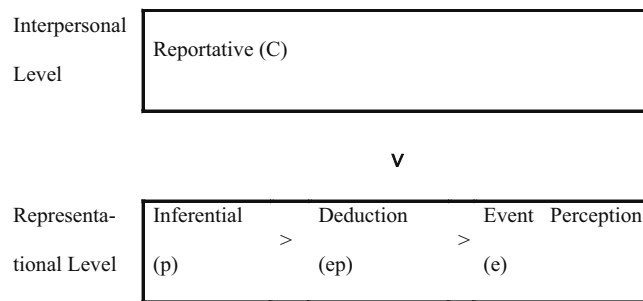 Interpersonal
Level
Reportative (C)
v
Representa-
tional Level
Inferential
(p)
>
Deduction
(ep)
>
Event Perception
(e)